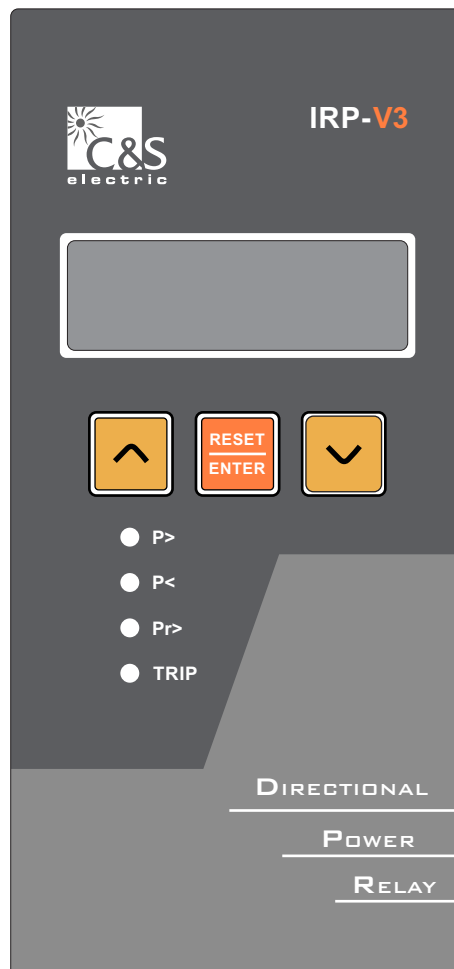 IRP-V3
C&S
electric
RESET
ENTER
P>
P<
Pr>
TRIP
DIRECTIONAL
POWER
RELAY